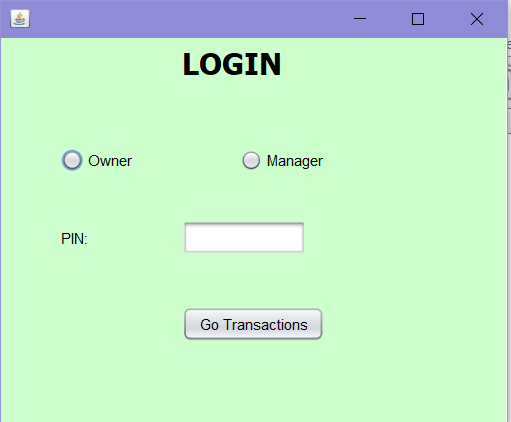 LOGIN
Owner Manager
PIN:
Go Transactions